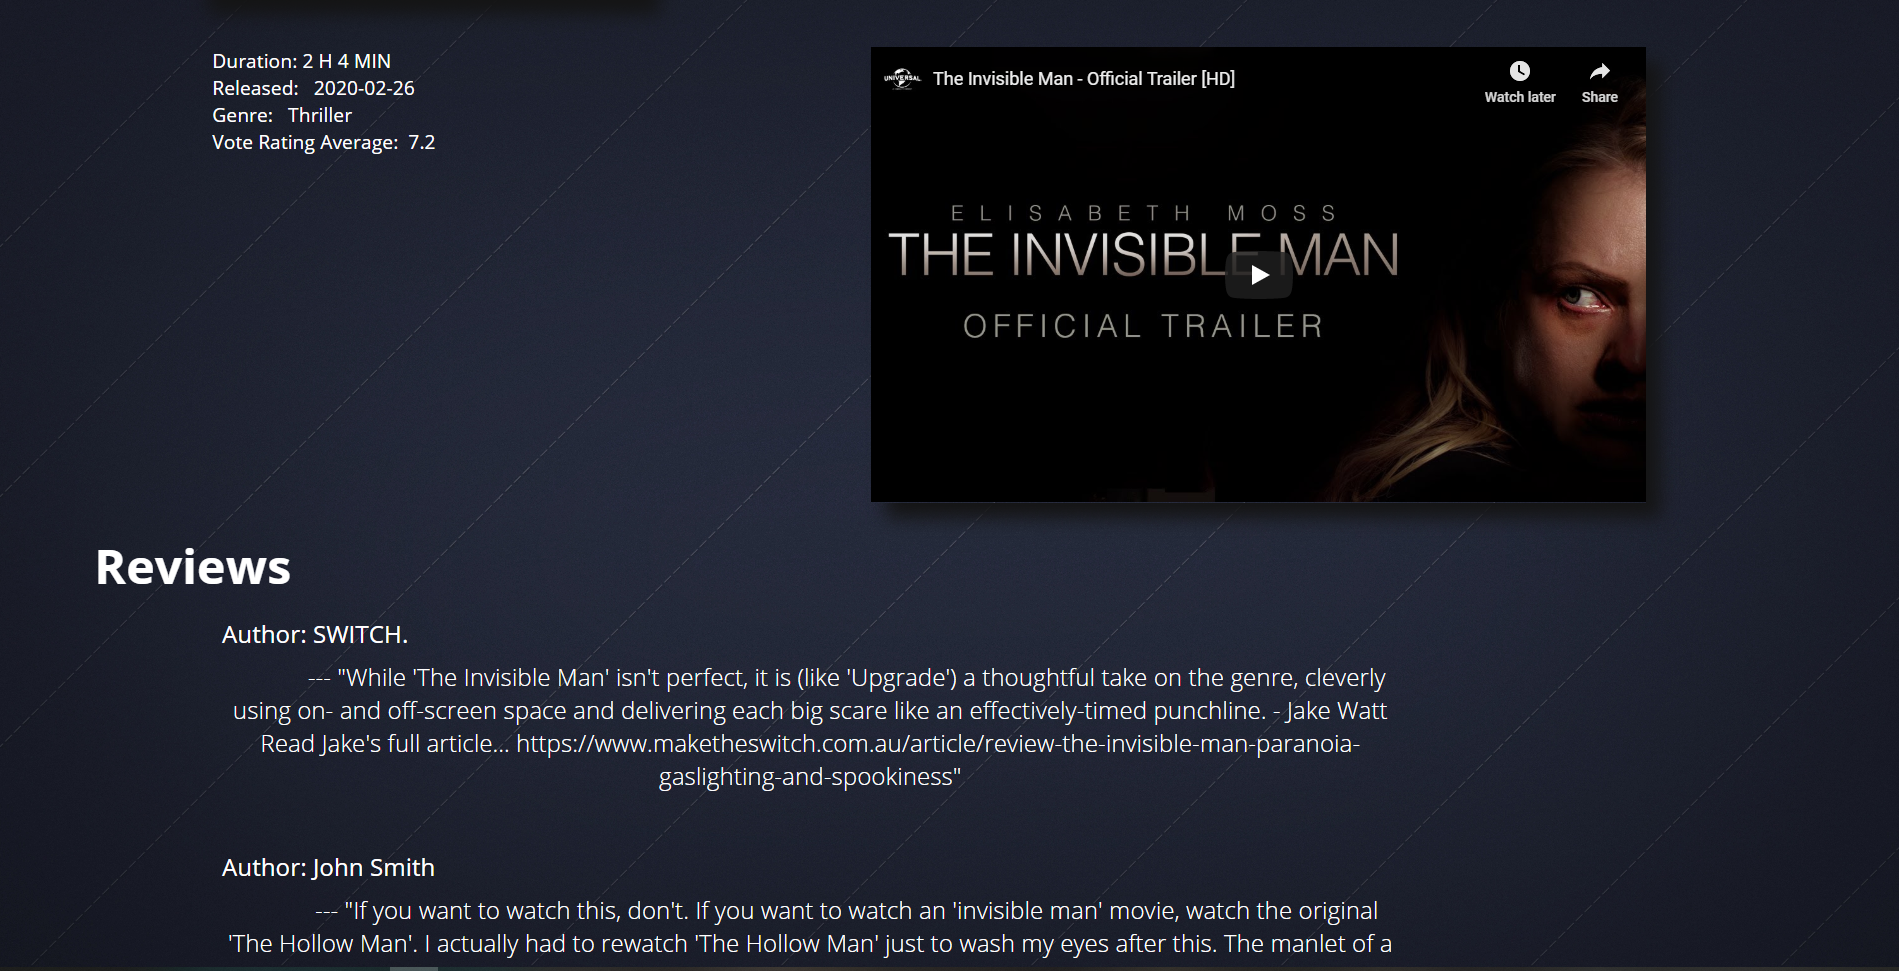 Duration: 2 H 4 MIN
Released: 2020-02-26
Genre: Thriller
Vote Rating Average: 7.2
UNIVERSAL
The Invisible Man - Official Trailer [HD]
Watch later
Share
ELISABETH MOSS
THE INVISIBLE MAN
OFFICIAL TRAILER
Reviews
Author: SWITCH.
--- "While 'The Invisible Man' isn't perfect, it is (like 'Upgrade') a thoughtful take on the genre, cleverly
using on- and off-screen space and delivering each big scare like an effectively-timed punchline. - Jake Watt
Read Jake's full article... https://www.maketheswitch.com.au/article/review-the-invisible-man-paranoia-
gaslighting-and-spookiness"
Author: John Smith
--- "If you want to watch this, don't. If you want to watch an 'invisible man' movie, watch the original
'The Hollow Man'. I actually had to rewatch 'The Hollow Man' just to wash my eyes after this. The manlet of a